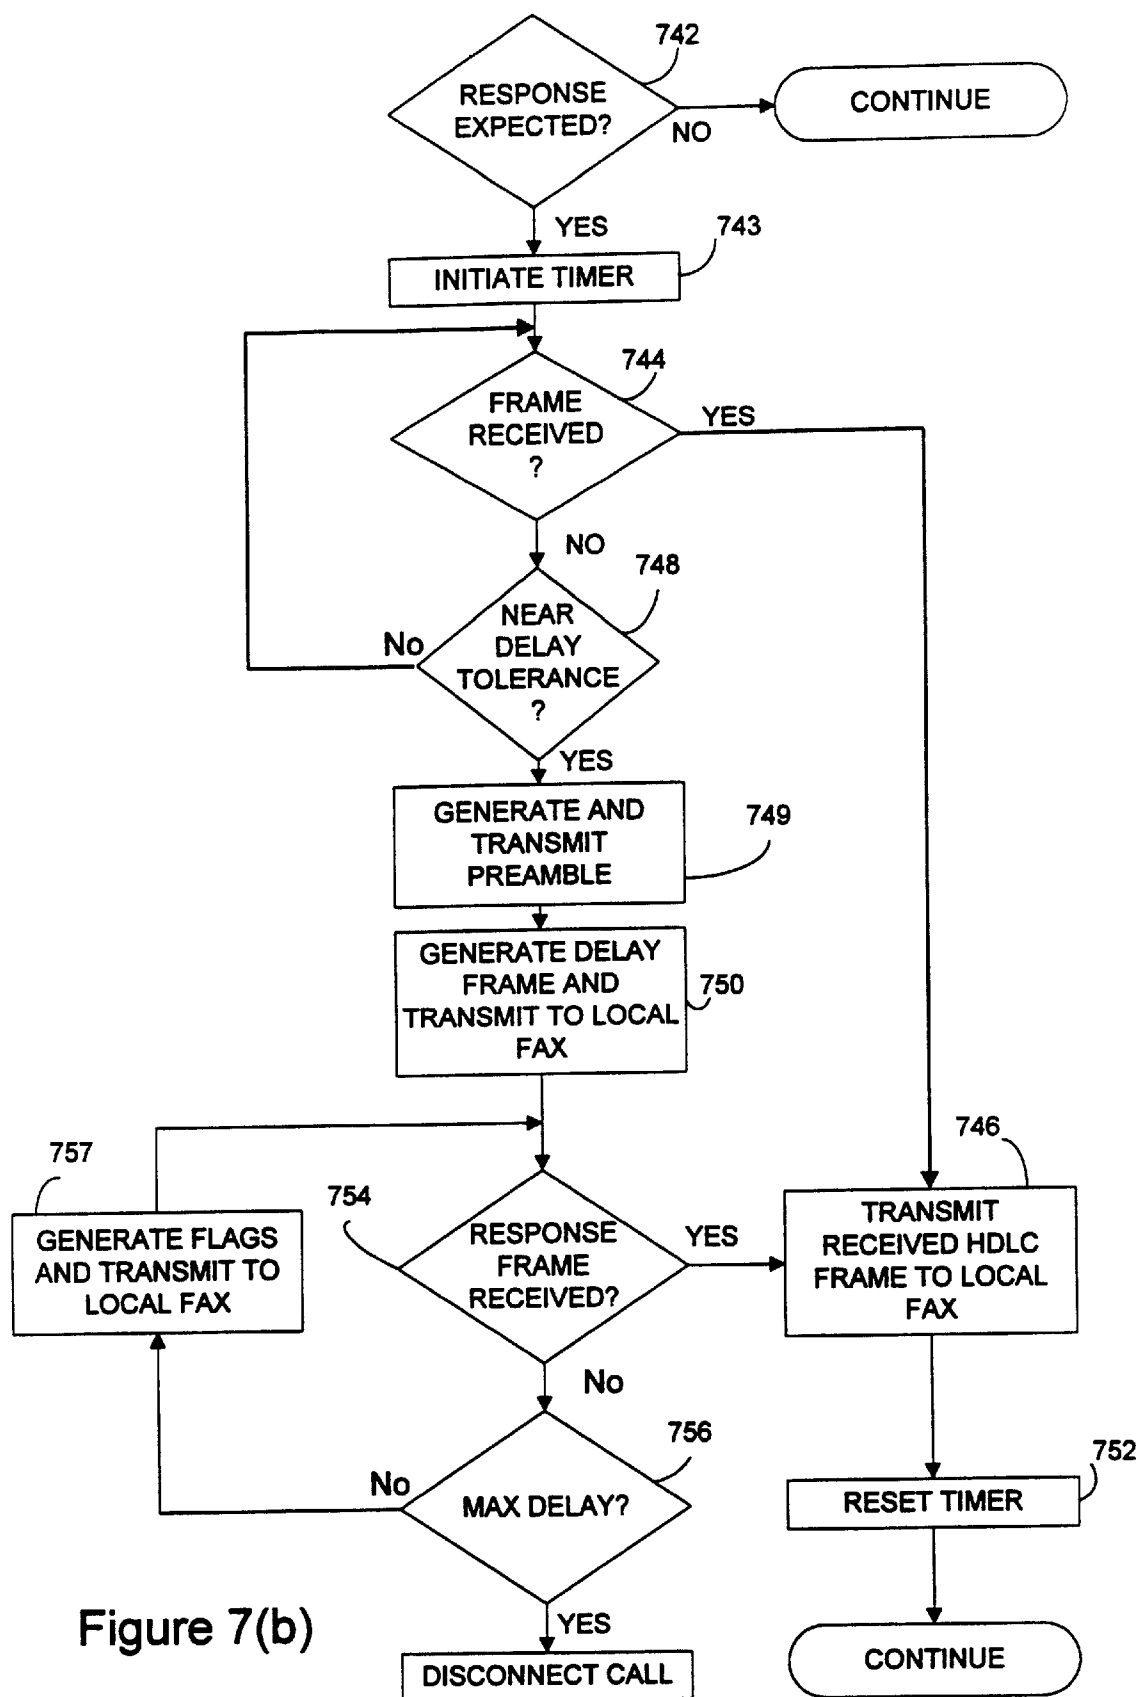 742
RESPONSE
EXPECTED?
CONTINUE
NO
YES
743
INITIATE TIMER
744
FRAME
RECEIVED
?
YES
NO
748
NEAR
DELAY
TOLERANCE
?
No
YES
GENERATE AND
TRANSMIT
PREAMBLE
749
GENERATE DELAY
FRAME AND
TRANSMIT TO LOCAL
FAX
750
757
GENERATE FLAGS
AND TRANSMIT TO
LOCAL FAX
754
RESPONSE
FRAME
RECEIVED?
YES
746
TRANSMIT
RECEIVED HDLC
FRAME TO LOCAL
FAX
No
756
MAX DELAY?
No
752
RESET TIMER
YES
DISCONNECT CALL
CONTINUE
Figure 7(b)